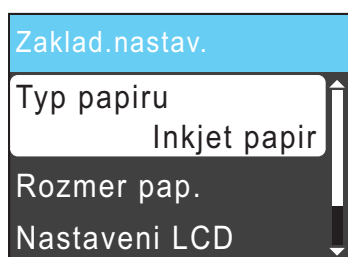 Zaklad.nastav.
Typ papiru
Inkjet papir
Rozmer pap.
Nastaveni LCD